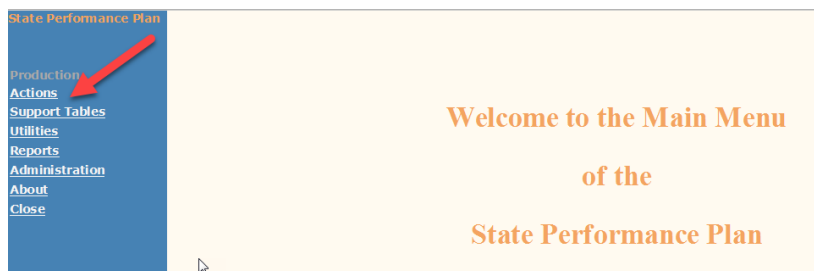 State Performance Plan
Production
Actions
Support Tables
Utilities
Reports
Administration
About
Close
Welcome to the Main Menu
of the
State Performance Plan